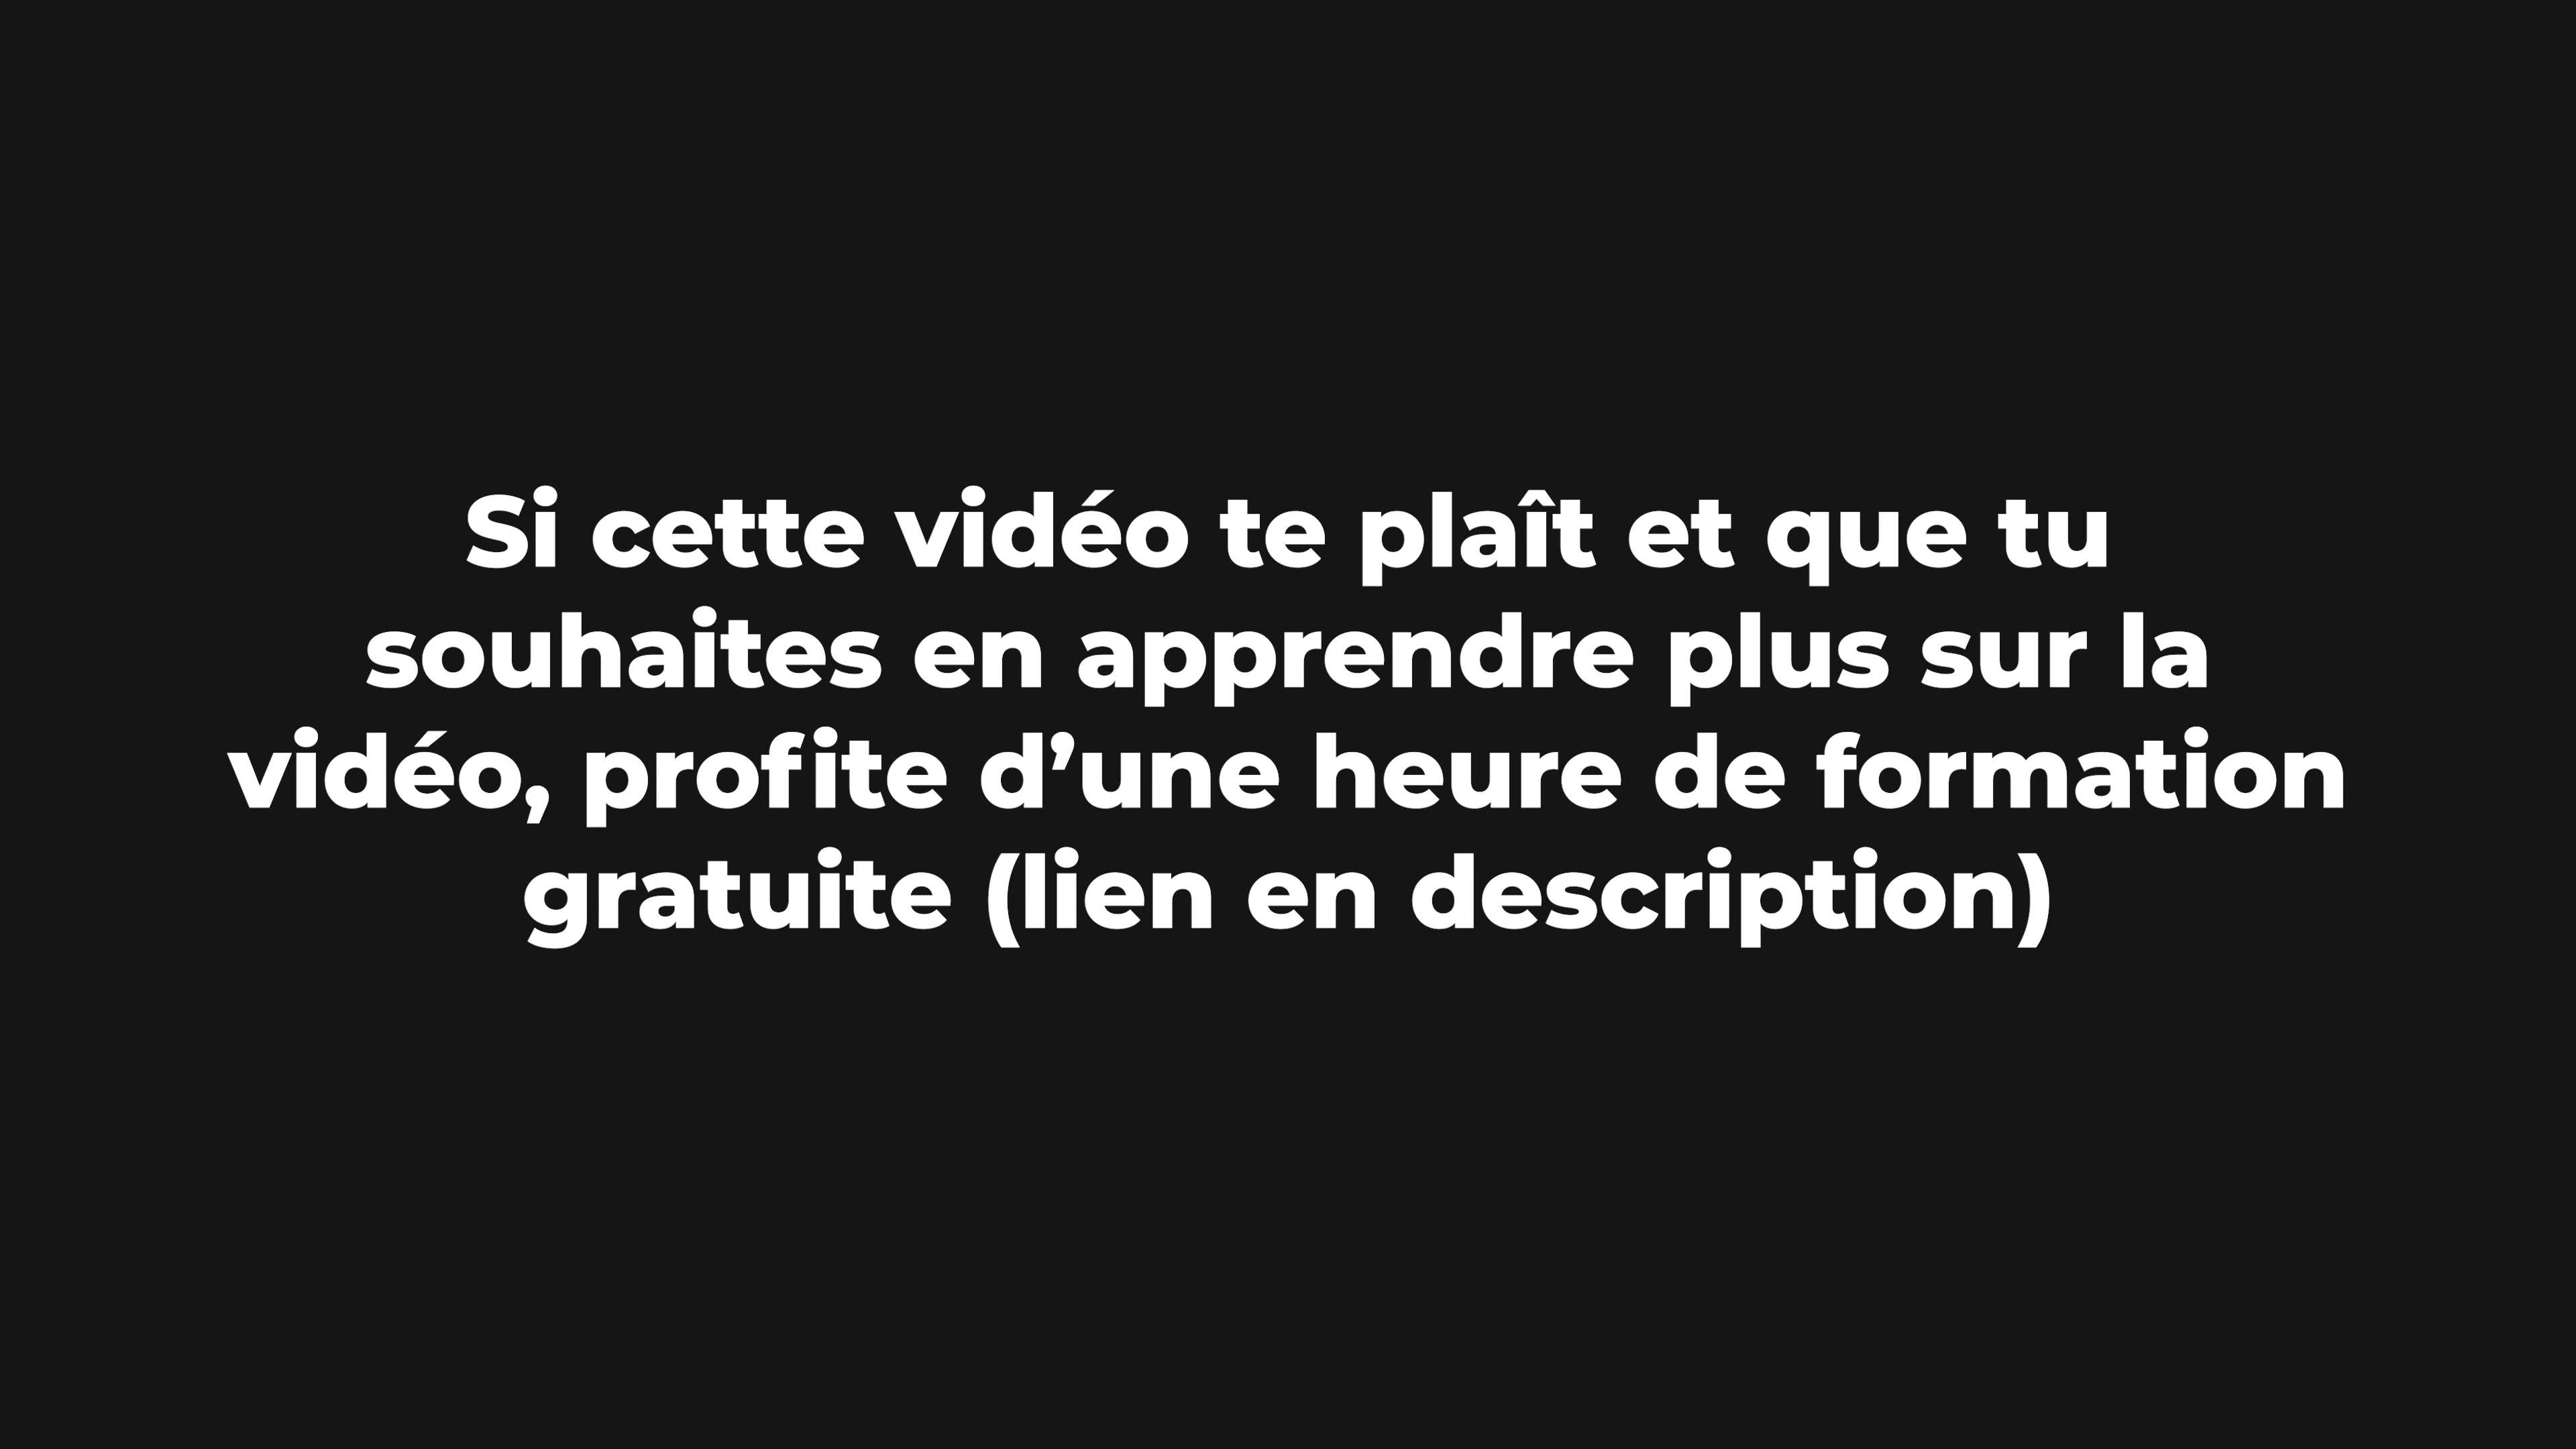 Si cette vidéo te plaît et que tu
souhaites en apprendre plus sur la
vidéo, profite d’une heure de formation
gratuite (lien en description)